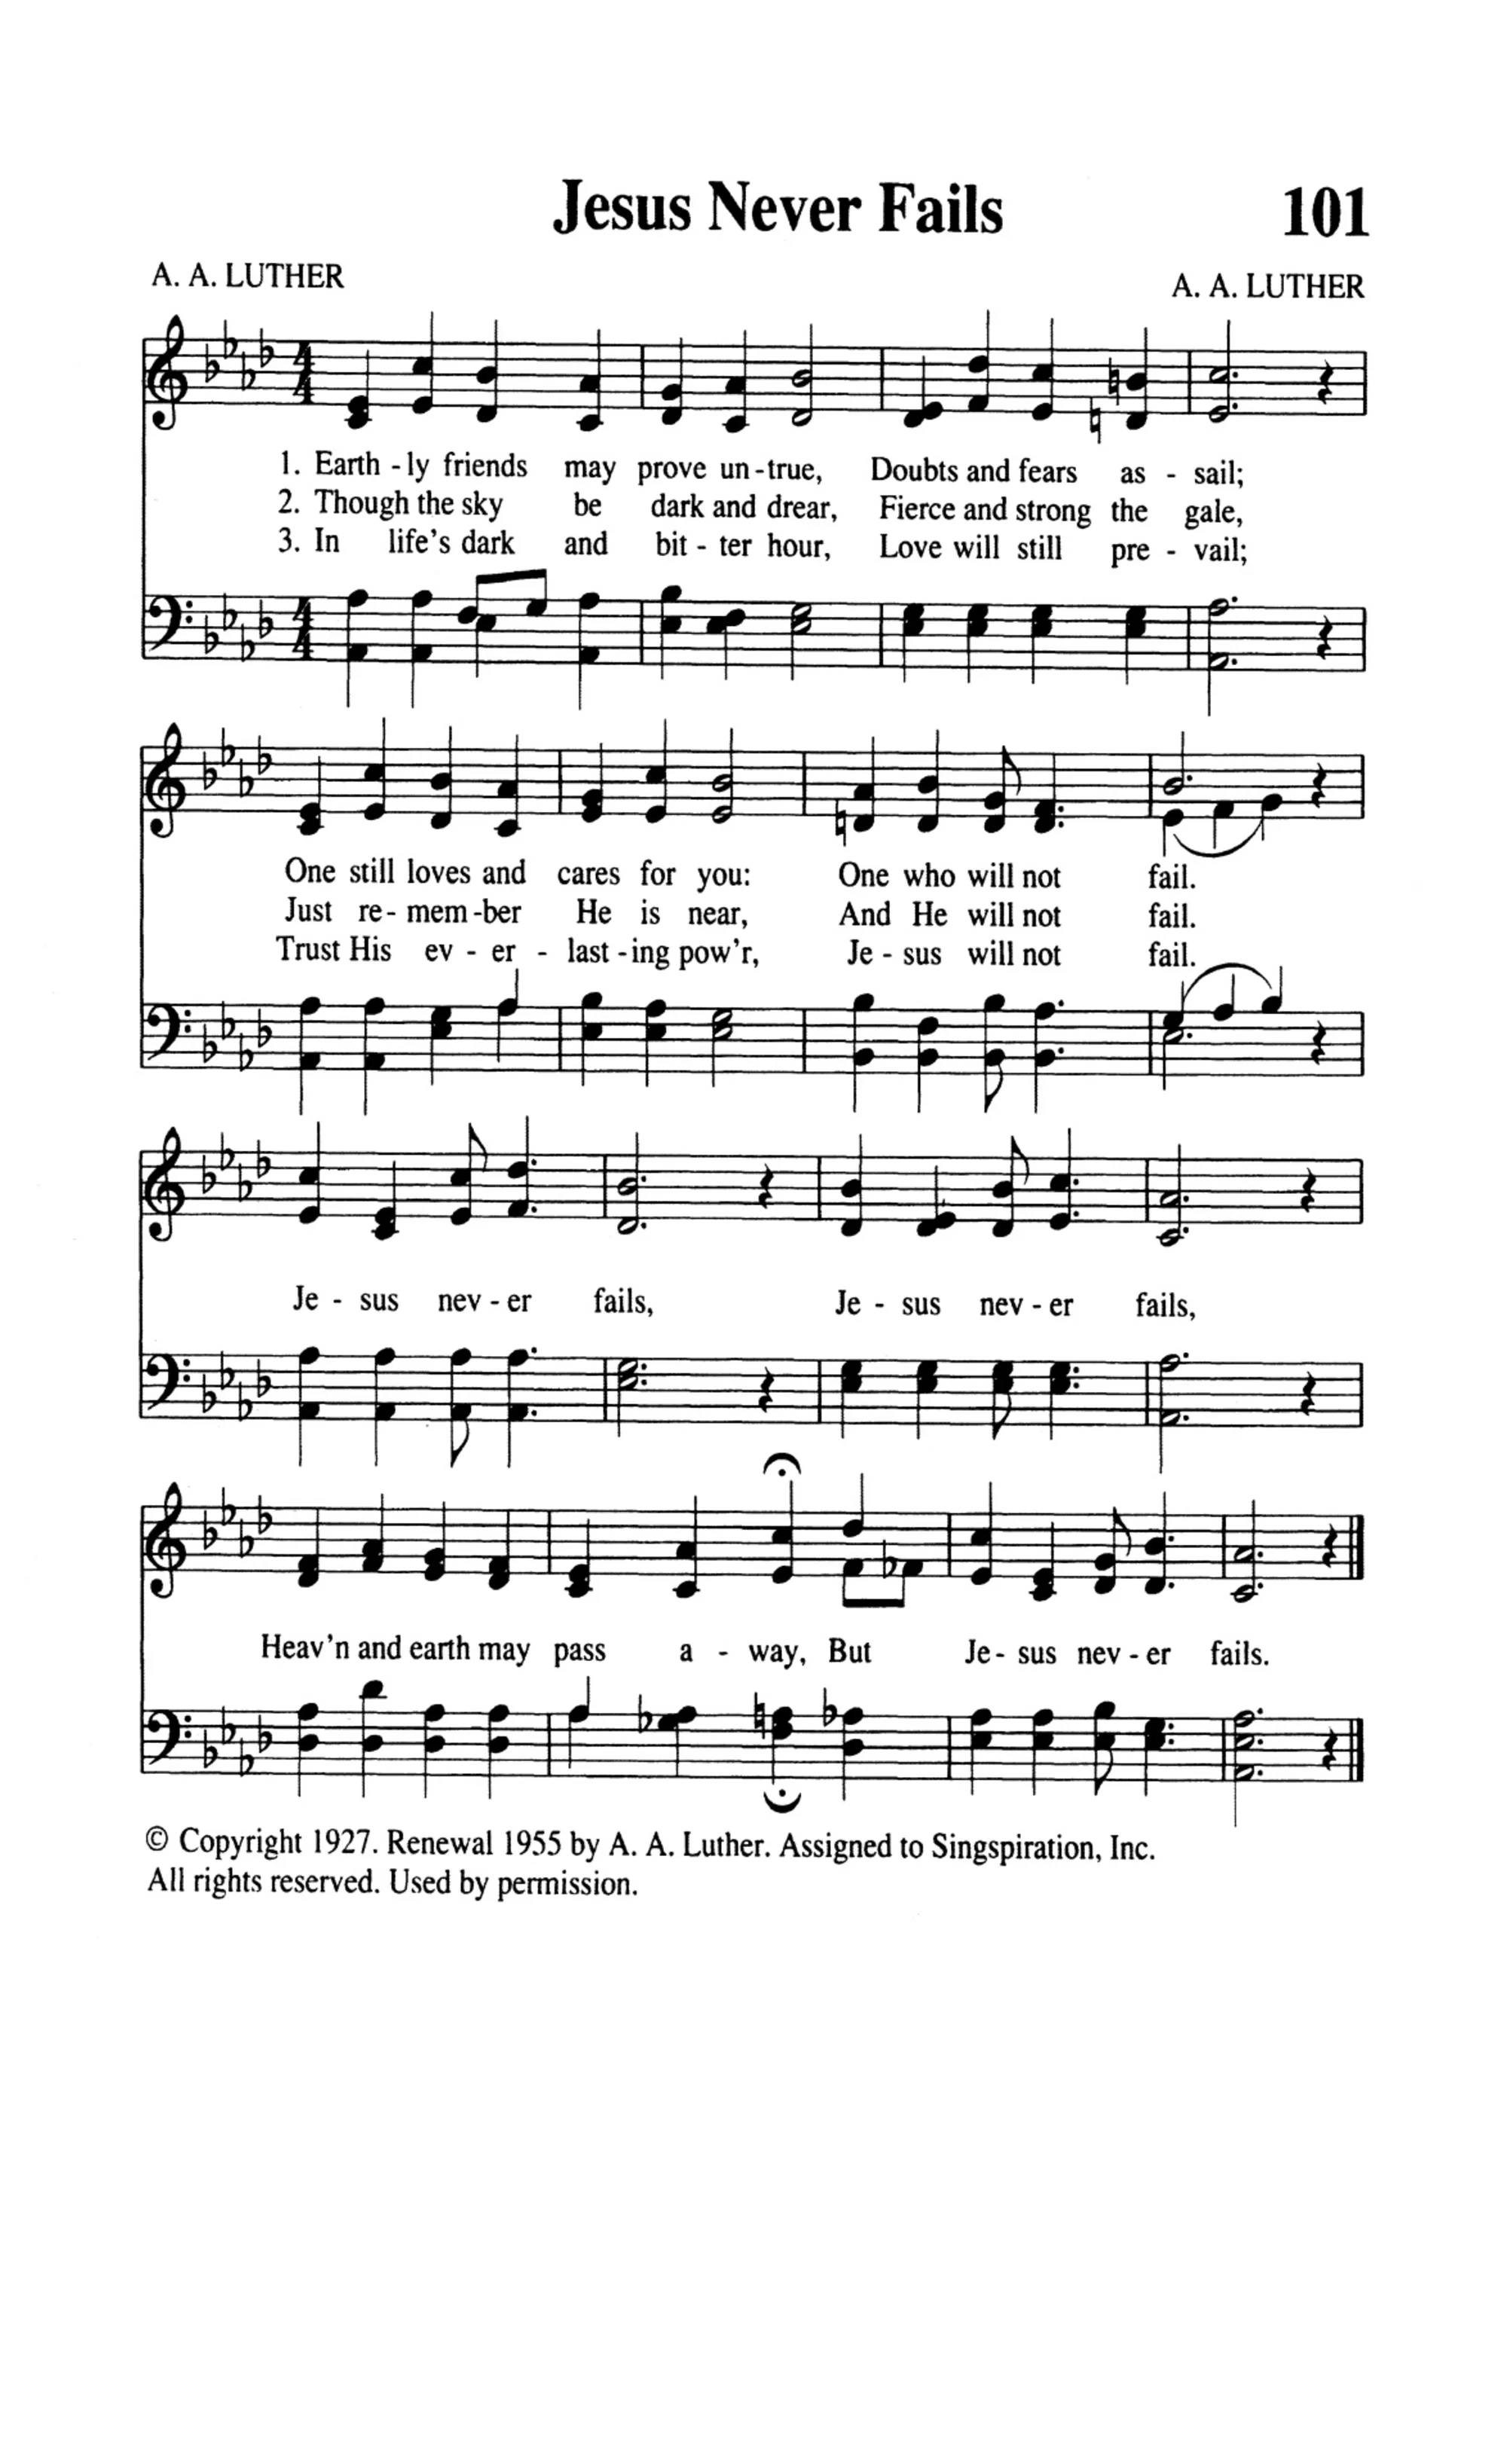 Jesus Never Fails 101
A. A. LUTHER A. A. LUTHER
1. Earth - ly friends may prove un - true, Doubts and fears as - sail;
2. Though the sky be dark and drear, Fierce and strong the gale,
3. In life's dark and bit - ter hour, Love will still pre - vail;
One still loves and cares for you: One who will not fail.
Just re - mem - ber He is near, And He will not fail.
Trust His ev - er - last - ing pow'r, Je - sus will not fail.
Je - sus nev - er fails, Je - sus nev - er fails,
Heav'n and earth may pass a - way, But Je - sus nev - er fails.
© Copyright 1927. Renewal 1955 by A. A. Luther. Assigned to Singspiration, Inc.
All rights reserved. Used by permission.